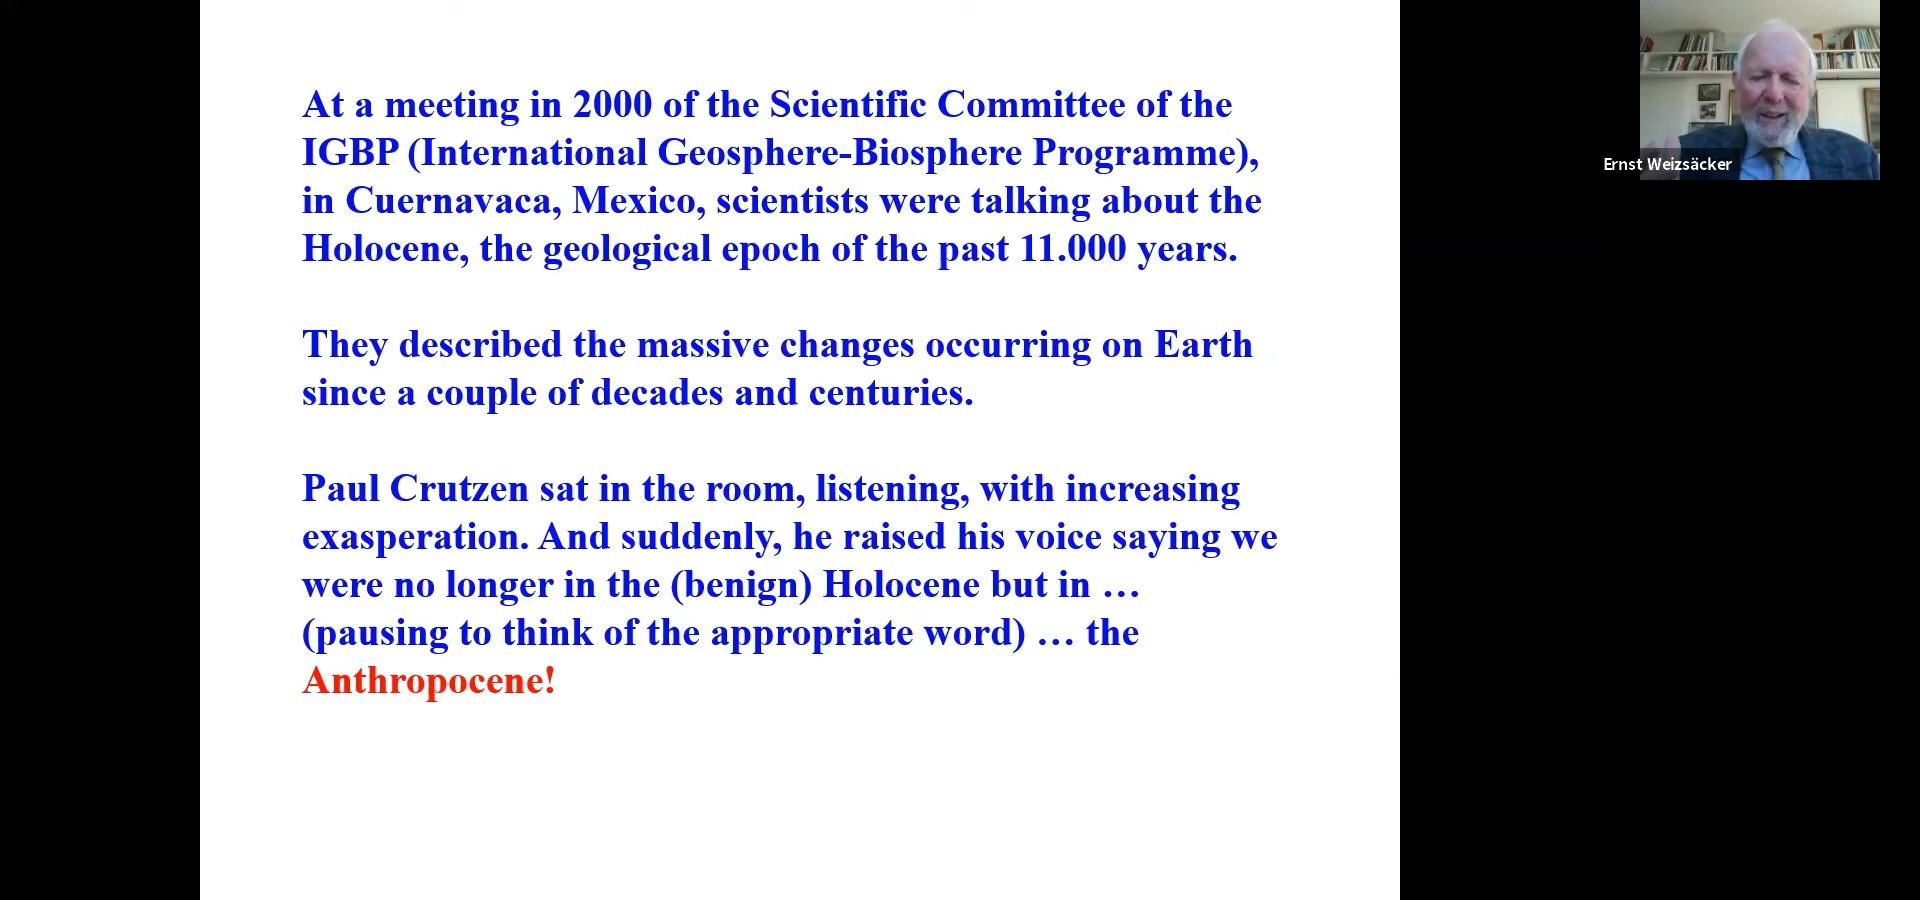 At a meeting in 2000 of the Scientific Committee of the
IGBP (International Geosphere-Biosphere Programme),
in Cuernavaca, Mexico, scientists were talking about the
Holocene, the geological epoch of the past 11.000 years.
They described the massive changes occurring on Earth
since a couple of decades and centuries.
Paul Crutzen sat in the room, listening, with increasing
exasperation. And suddenly, he raised his voice saying we
were no longer in the (benign) Holocene but in …
(pausing to think of the appropriate word) … the
Anthropocene!
Ernst Weizsäcker